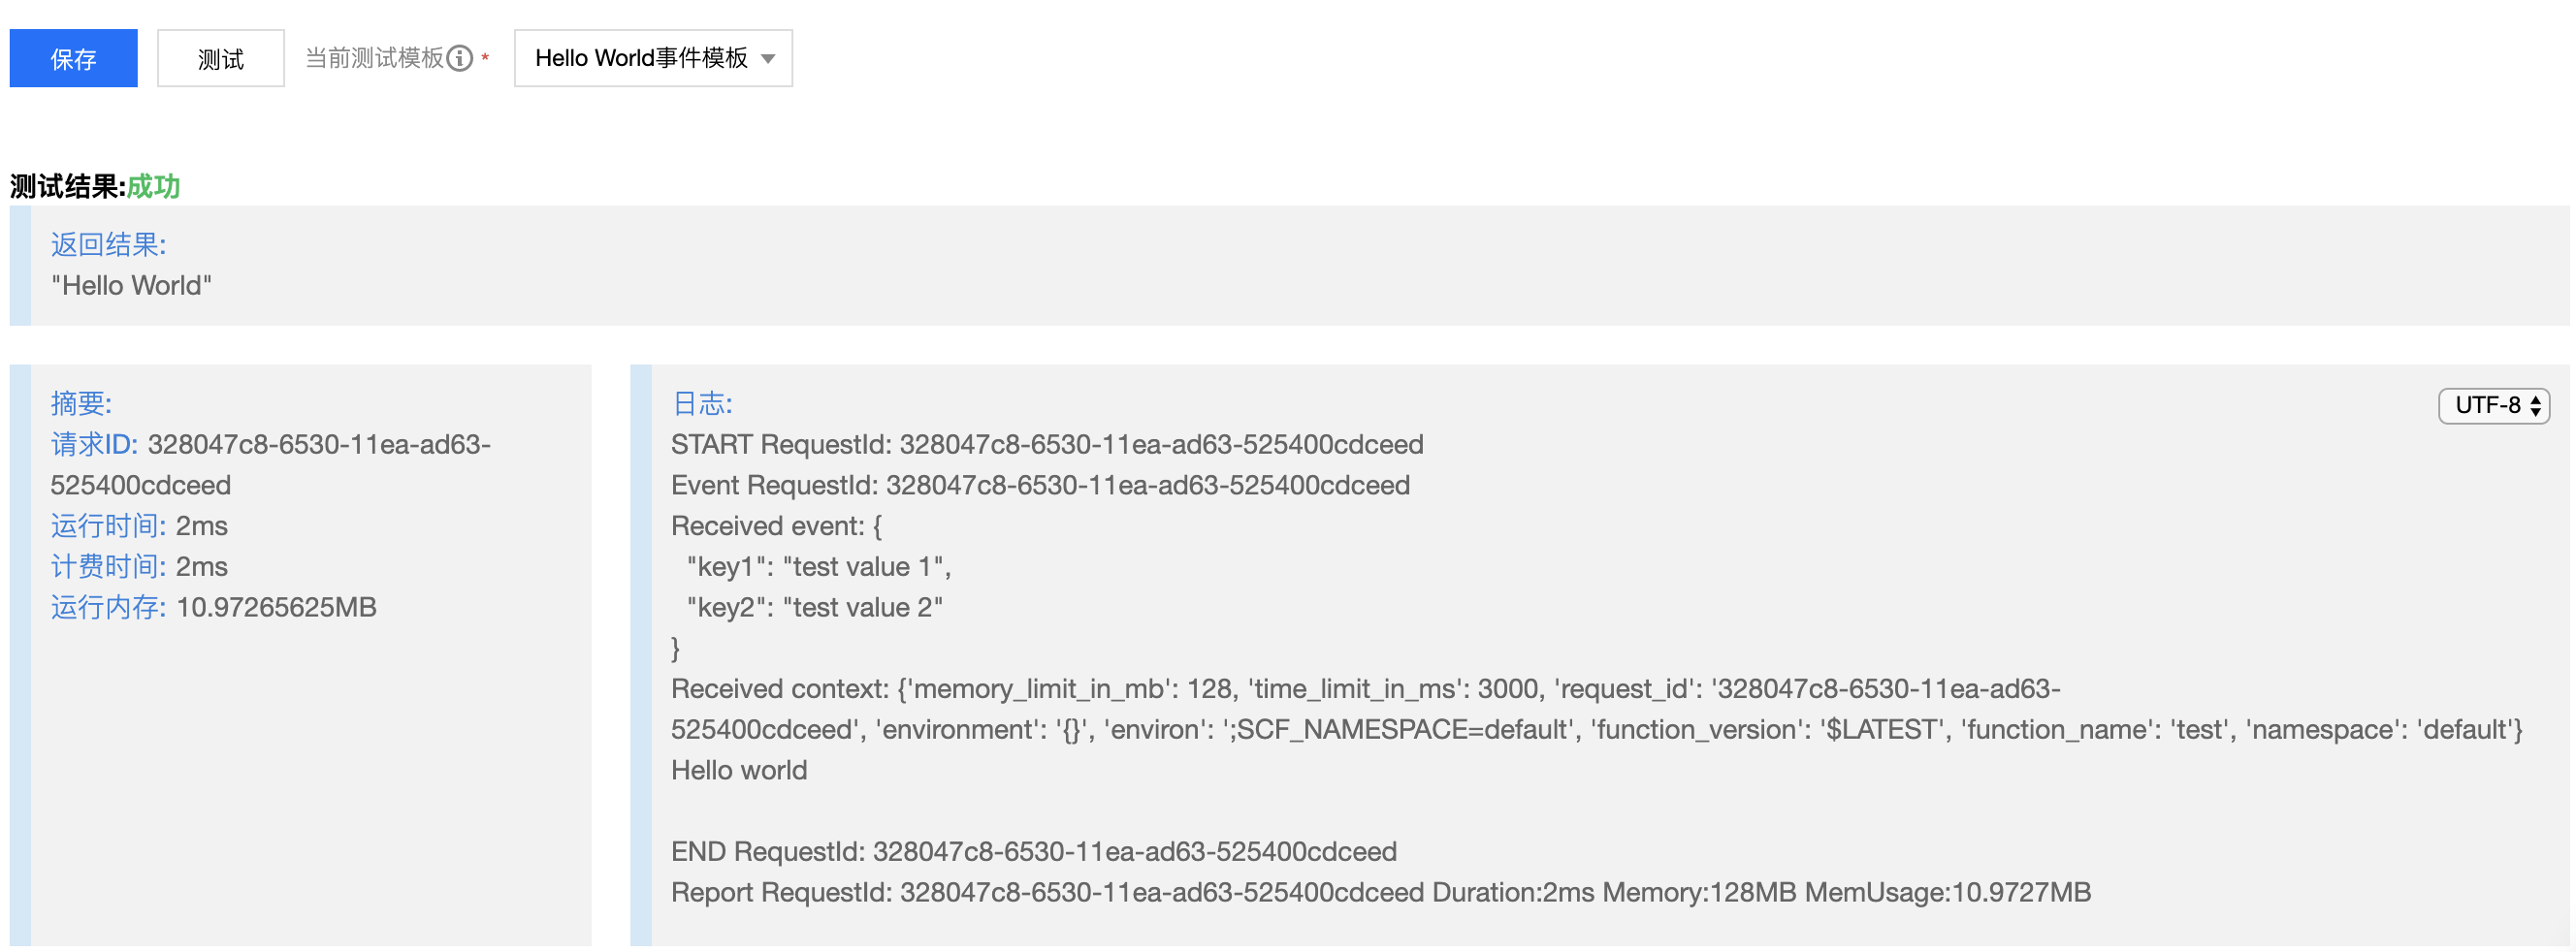 保存
测试
当前测试模板 *
Hello World事件模板
测试结果:成功
返回结果:
"Hello World"
摘要:
请求ID: 328047c8-6530-11ea-ad63-
525400cdceed
运行时间: 2ms
计费时间: 2ms
运行内存: 10.97265625MB
日志:
UTF-8
START RequestId: 328047c8-6530-11ea-ad63-525400cdceed
Event RequestId: 328047c8-6530-11ea-ad63-525400cdceed
Received event: {
"key1": "test value 1",
"key2": "test value 2"
}
Received context: {'memory_limit_in_mb': 128, 'time_limit_in_ms': 3000, 'request_id': '328047c8-6530-11ea-ad63-
525400cdceed', 'environment': '{}', 'environ': ';SCF_NAMESPACE=default', 'function_version': '$LATEST', 'function_name': 'test', 'namespace': 'default'}
Hello world
END RequestId: 328047c8-6530-11ea-ad63-525400cdceed
Report RequestId: 328047c8-6530-11ea-ad63-525400cdceed Duration:2ms Memory:128MB MemUsage:10.9727MB